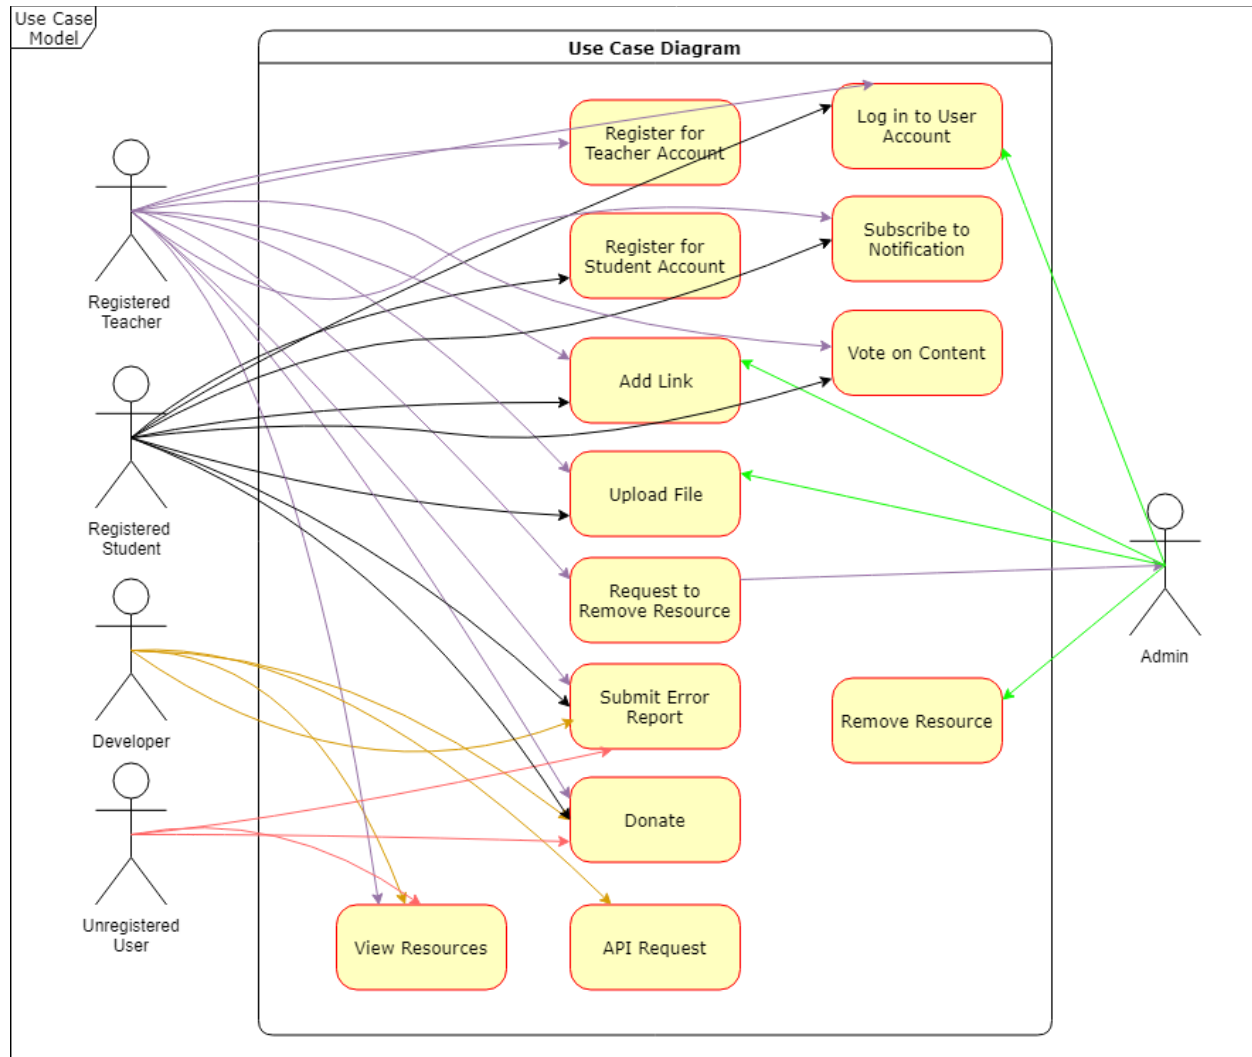 Use Case
Model
Use Case Diagram
Register for
Teacher Account
Log in to User
Account
Registered
Teacher
Register for
Student Account
Subscribe to
Notification
Add Link
Vote on Content
Registered
Student
Upload File
Request to
Remove Resource
Admin
Developer
Submit Error
Report
Remove Resource
Donate
Unregistered
User
View Resources
API Request